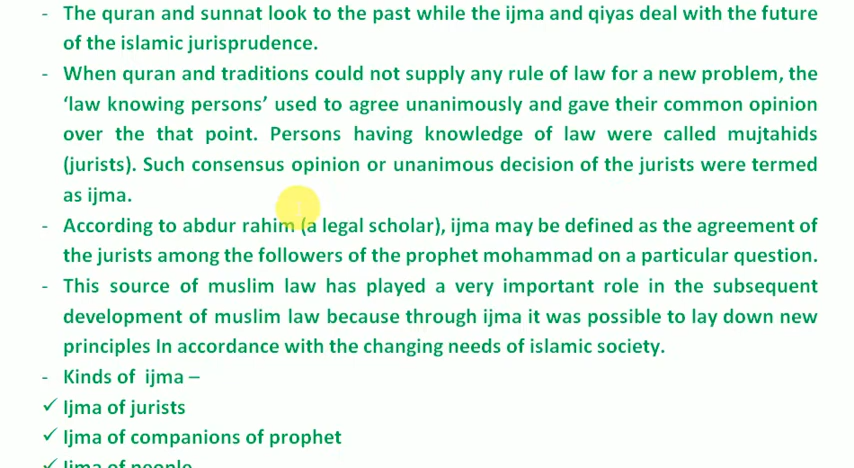 - The quran and sunnat look to the past while the ijma and qiyas deal with the future
of the islamic jurisprudence.
- When quran and traditions could not supply any rule of law for a new problem, the
‘law knowing persons’ used to agree unanimously and gave their common opinion
over the that point. Persons having knowledge of law were called mujtahids
(jurists). Such consensus opinion or unanimous decision of the jurists were termed
as ijma.
- According to abdur rahim (a legal scholar), ijma may be defined as the agreement of
the jurists among the followers of the prophet mohammad on a particular question.
- This source of muslim law has played a very important role in the subsequent
development of muslim law because through ijma it was possible to lay down new
principles In accordance with the changing needs of islamic society.
- Kinds of ijma –
✓ Ijma of jurists
✓ Ijma of companions of prophet
✓ Ijma of people